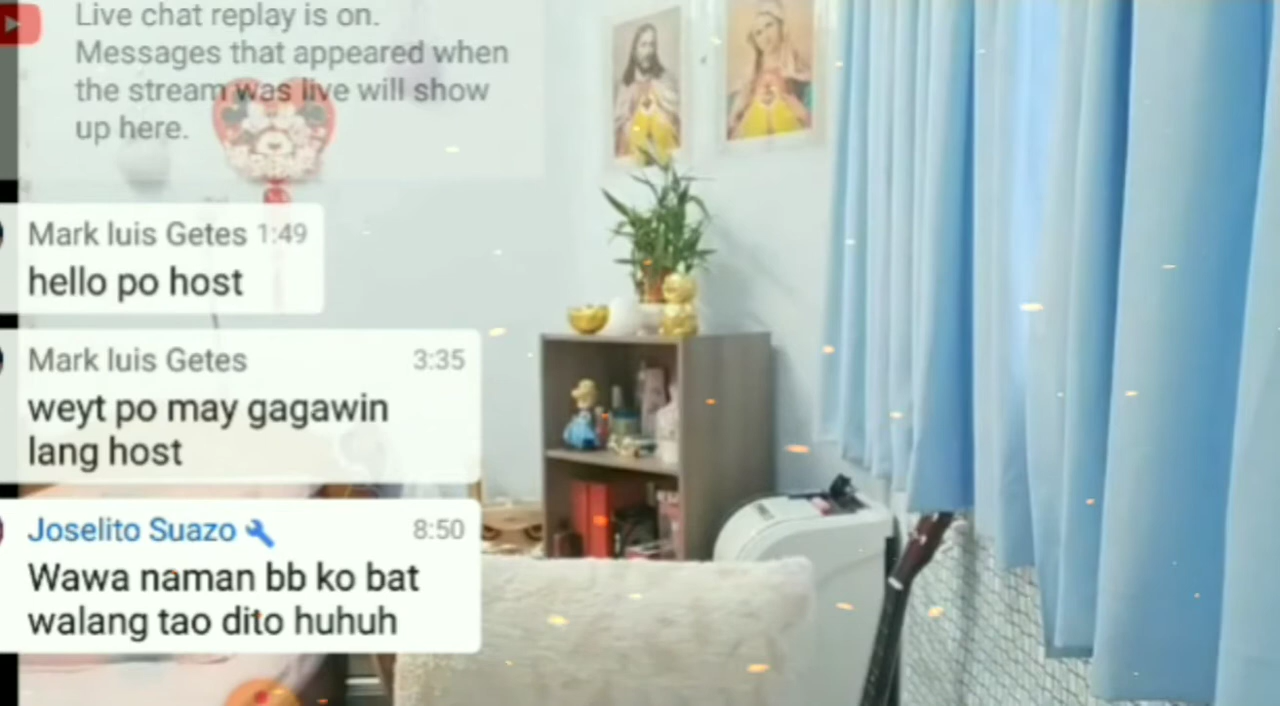 Live chat replay is on.
Messages that appeared when
the stream was live will show
up here.
Mark luis Getes 1:49
hello po host
Mark luis Getes 3:35
weyt po may gagawin
lang host
Joselito Suazo 8:50
Wawa naman bb ko bat
walang tao dito huhuh